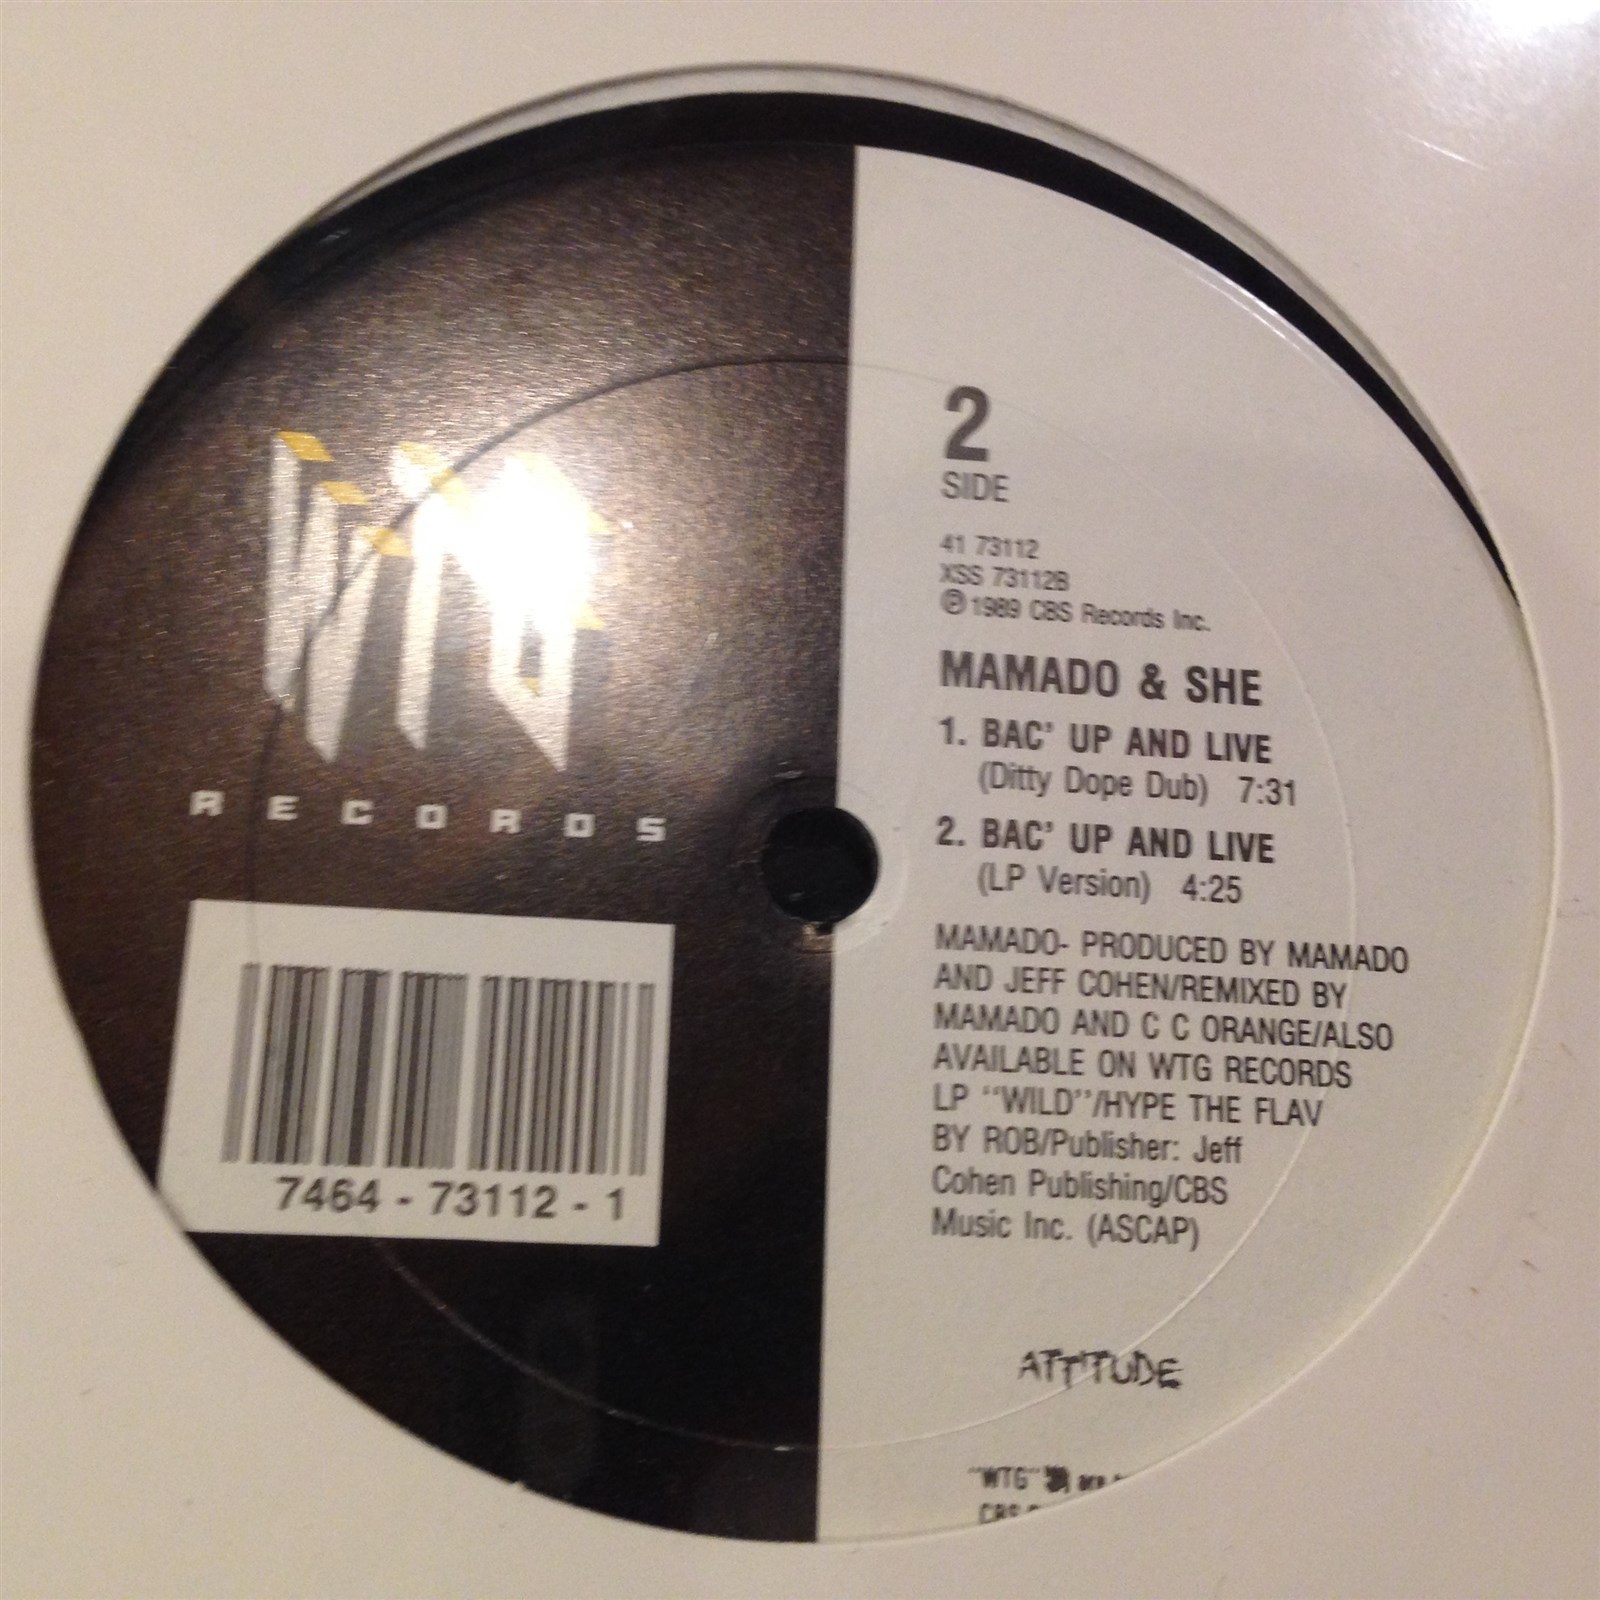 WTG
RECORDS
7464 - 73112 - 1
2
SIDE
41 73112
XSS 73112B
Ⓟ 1989 CBS Records Inc.
MAMADO & SHE
1. BAC' UP AND LIVE
(Ditty Dope Dub) 7:31
2. BAC' UP AND LIVE
(LP Version) 4:25
MAMADO- PRODUCED BY MAMADO
AND JEFF COHEN/REMIXED BY
MAMADO AND C C ORANGE/ALSO
AVAILABLE ON WTG RECORDS
LP "WILD"/HYPE THE FLAV
BY ROB/Publisher: Jeff
Cohen Publishing/CBS
Music Inc. (ASCAP)
ATTITUDE
"WTG"
CBS